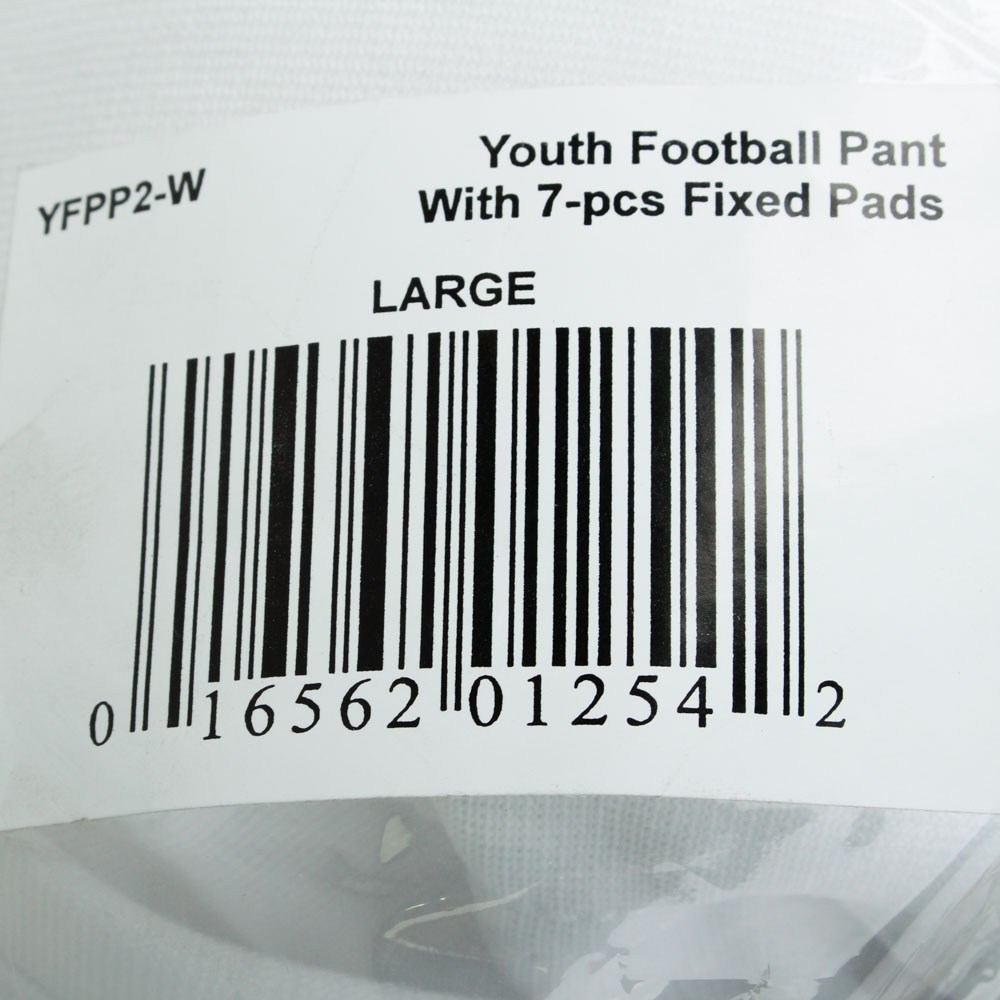 YFPP2-W
Youth Football Pant
With 7-pcs Fixed Pads
LARGE
0 16562 01254 2